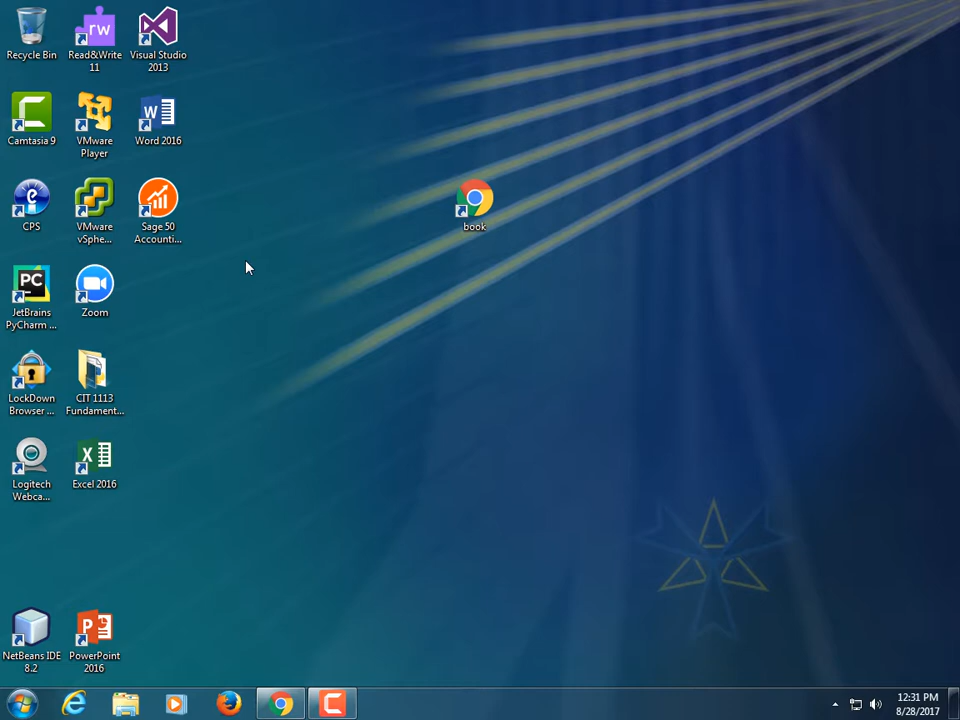 Recycle Bin
Read&Write
11
Visual Studio
2013
Camtasia 9
VMware
Player
Word 2016
CPS
VMware
vSphe...
Sage 50
Accounti...
book
JetBrains
PyCharm ...
Zoom
LockDown
Browser ...
CIT 1113
Fundament...
Logitech
Webca...
Excel 2016
NetBeans IDE
8.2
PowerPoint
2016
12:31 PM
8/28/2017